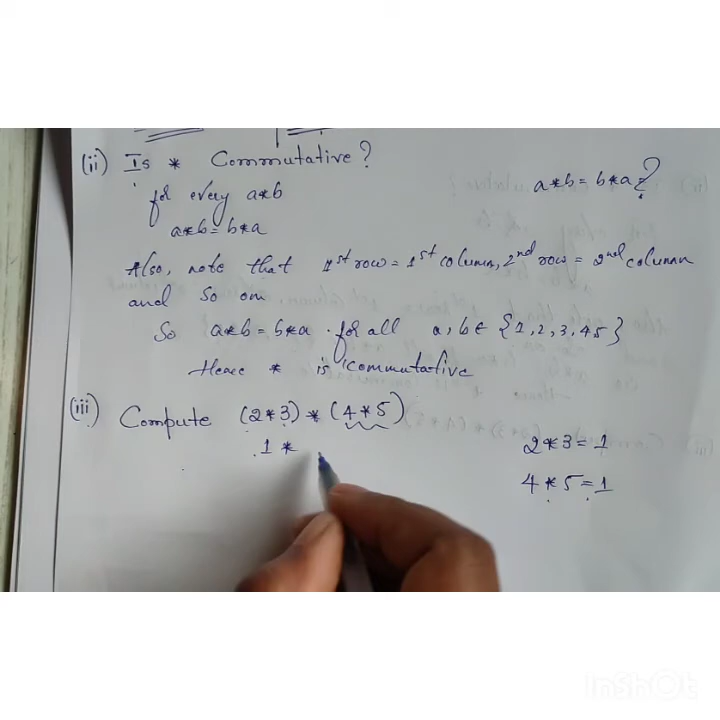 (ii) Is * Commutative?
a*b = b*a ?
for every a*b
a*b = b*a
Also, note that 1st row = 1st column, 2nd row = 2nd column
and so on
So a*b = b*a . for all a, b ∈ {1, 2, 3, 4 5}
Hence * is commutative
(iii) Compute (2*3) * (4*5)
1 *
2*3 = 1
4*5 = 1
InShOt